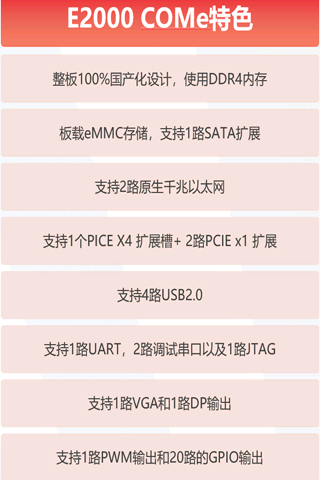 E2000 COMe特色
整板100%国产化设计，使用DDR4内存
板载eMMC存储，支持1路SATA扩展
支持2路原生千兆以太网
支持1个PICE X4 扩展槽+ 2路PCIE x1 扩展
支持4路USB2.0
支持1路UART，2路调试串口以及1路JTAG
支持1路VGA和1路DP输出
支持1路PWM输出和20路的GPIO输出